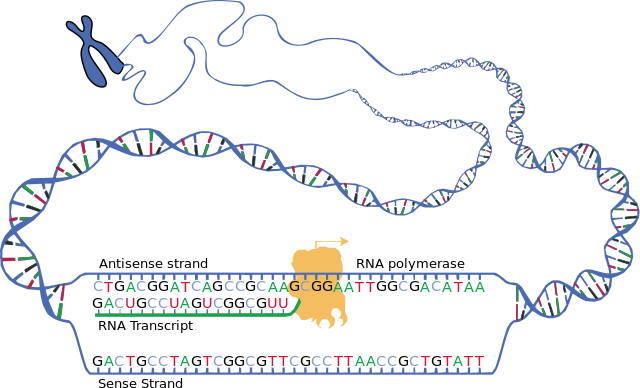 Antisense strand
RNA polymerase
CTGACGGATCAGCCGCAAGCGGAATTGGCGACATAA
GACUGCCUAGUCGGCGUU
RNA Transcript
GACTGCCTAGTCGGCGTTCGCCTTAACCGCTGTATT
Sense Strand